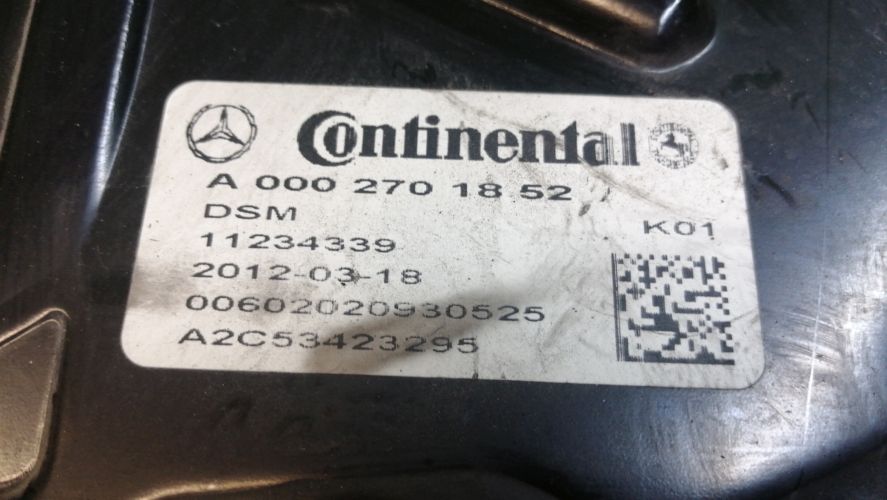 Continental
A 000 270 18 52
DSM
K01
11234339
2012-03-18
00602020930525
A2C53423295